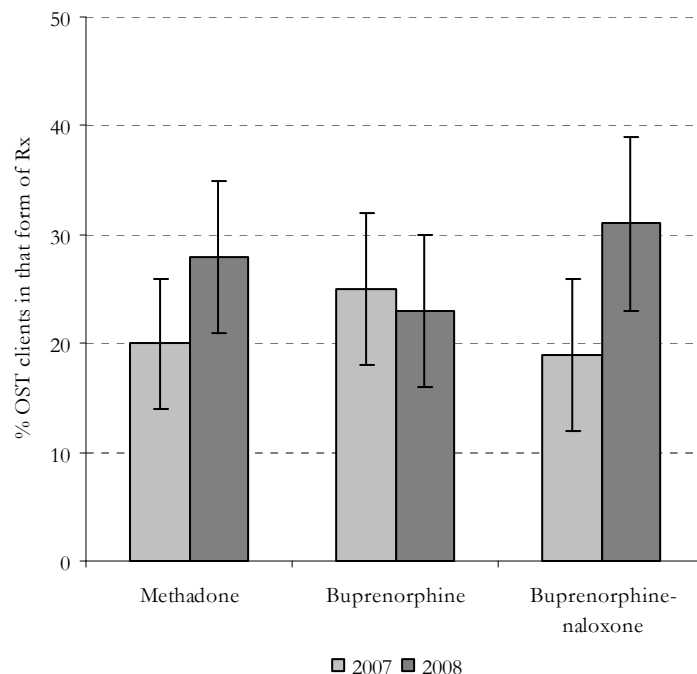 50
40
30
20
10
0
% OST clients in that form of Rx
Methadone
Buprenorphine
Buprenorphine-
naloxone
2007 2008